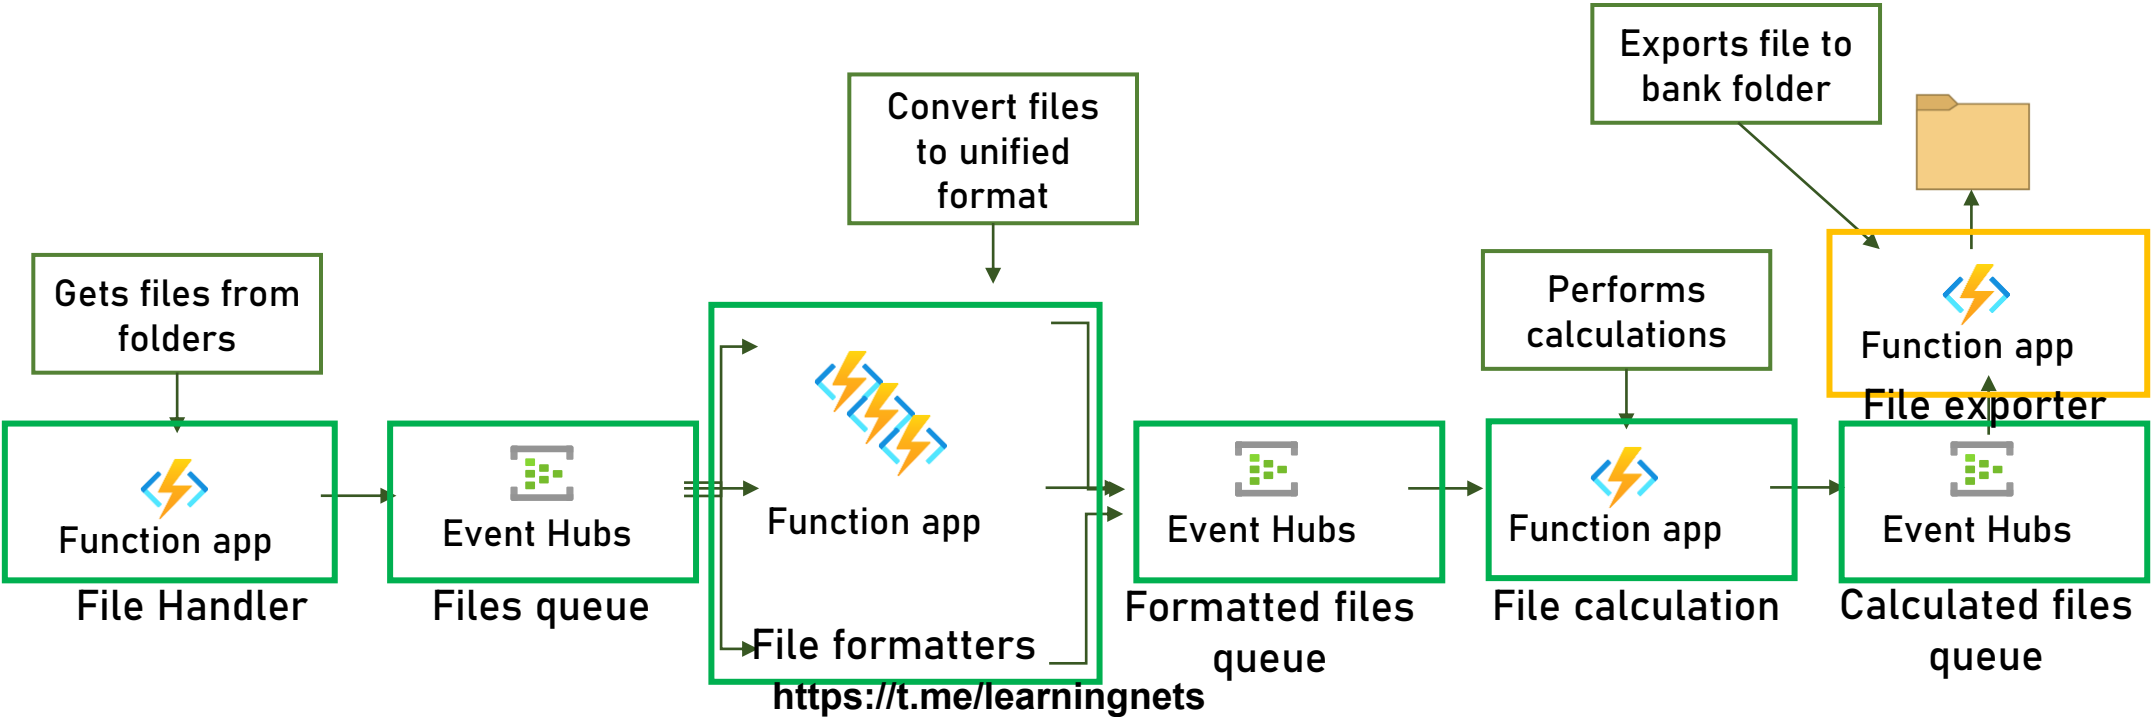 Exports file to
bank folder
Convert files
to unified
format
Gets files from
folders
Performs
calculations
Function app
File exporter
Function app
File Handler
Event Hubs
Files queue
Function app
File formatters
Event Hubs
Formatted files
queue
Function app
File calculation
Event Hubs
Calculated files
queue
https://t.me/learningnets